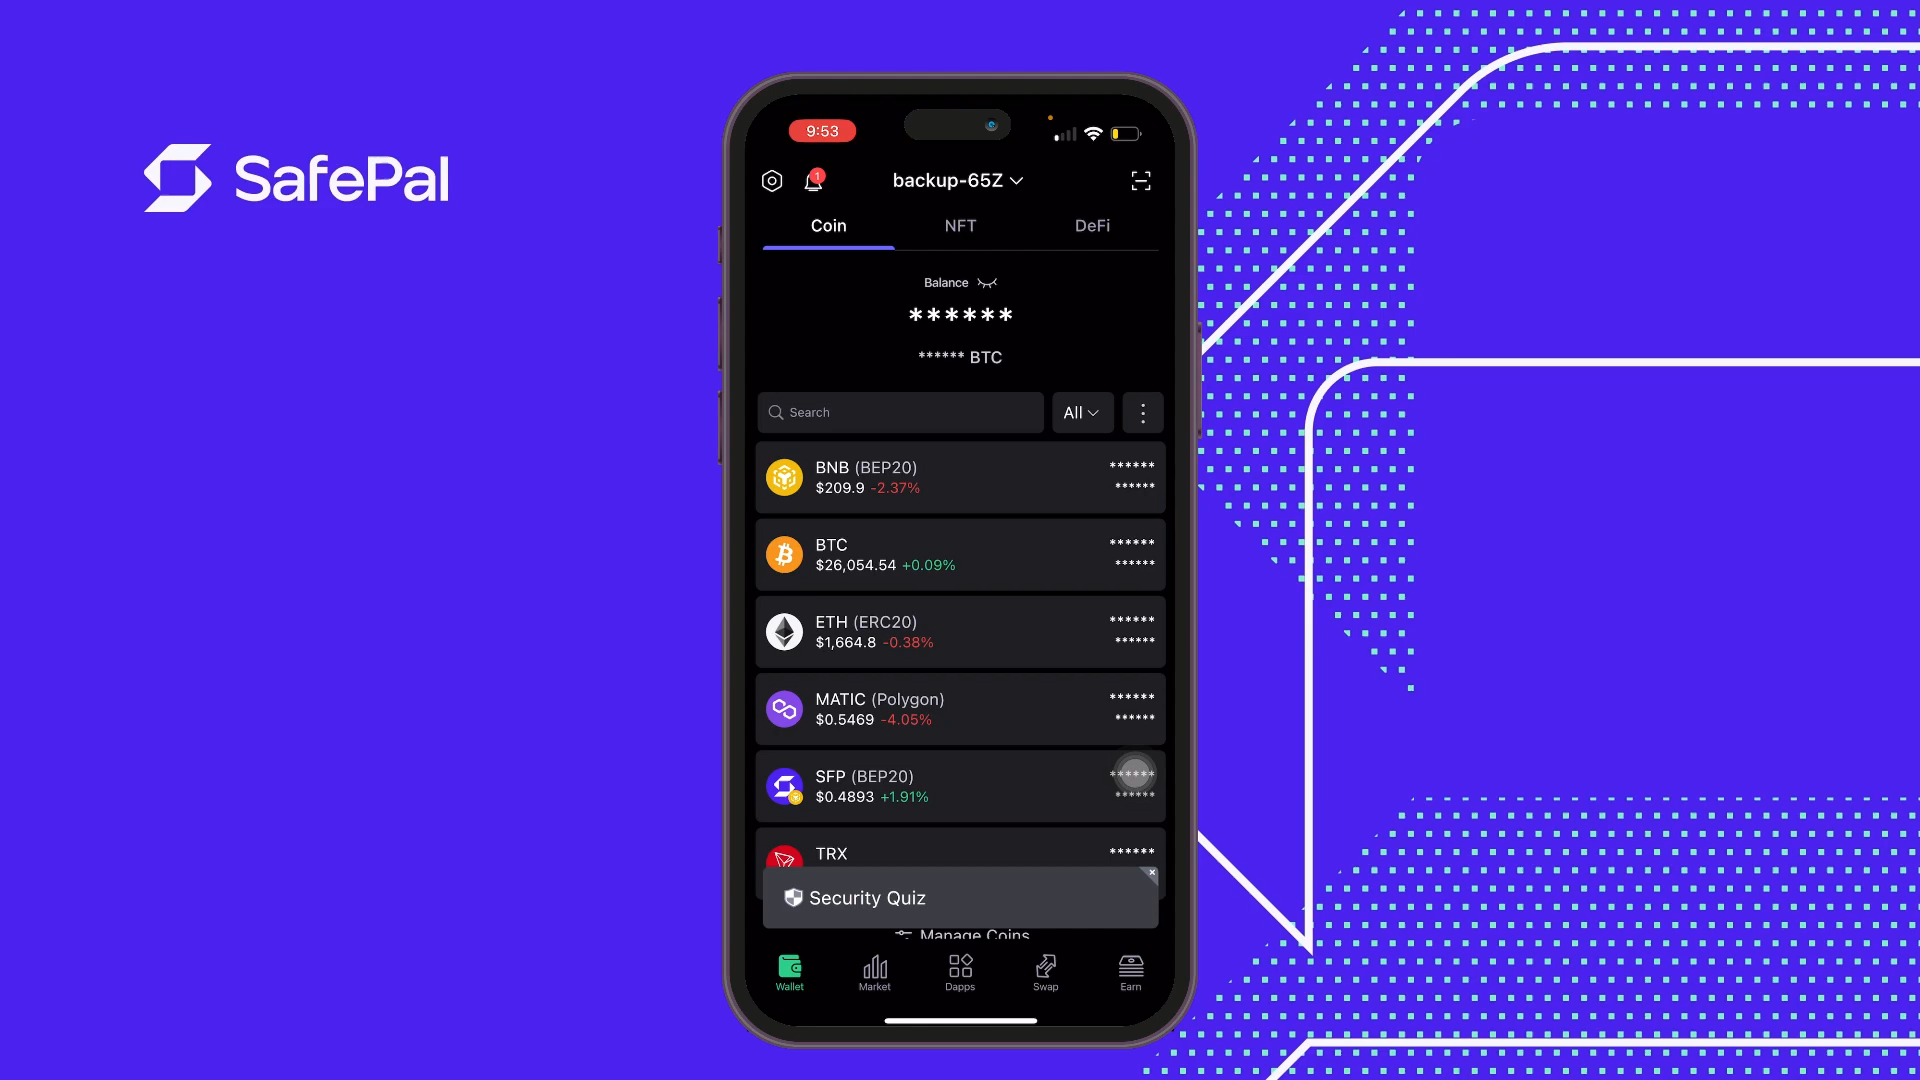 SafePal
9:53
1
backup-65Z
Coin NFT DeFi
Balance
******
****** BTC
Search All
BNB (BEP20) ******
$209.9 -2.37% ******
BTC ******
$26,054.54 +0.09% ******
ETH (ERC20) ******
$1,664.8 -0.38% ******
MATIC (Polygon) ******
$0.5469 -4.05% ******
SFP (BEP20) ******
$0.4893 +1.91% ******
TRX ******
Security Quiz
Manage Coins
Wallet Market Dapps Swap Earn